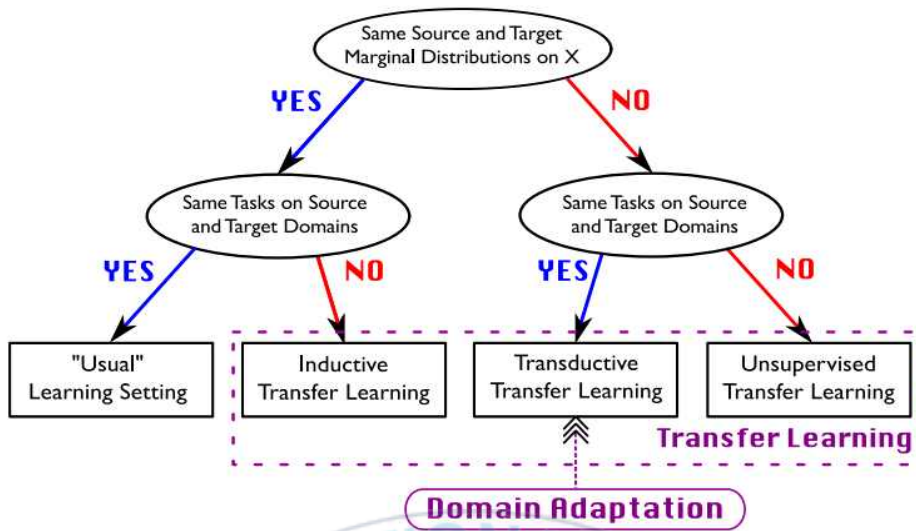 Same Source and Target
Marginal Distributions on X
YES
NO
Same Tasks on Source
and Target Domains
Same Tasks on Source
and Target Domains
YES
NO
YES
NO
"Usual"
Learning Setting
Inductive
Transfer Learning
Transductive
Transfer Learning
Unsupervised
Transfer Learning
Transfer Learning
Domain Adaptation